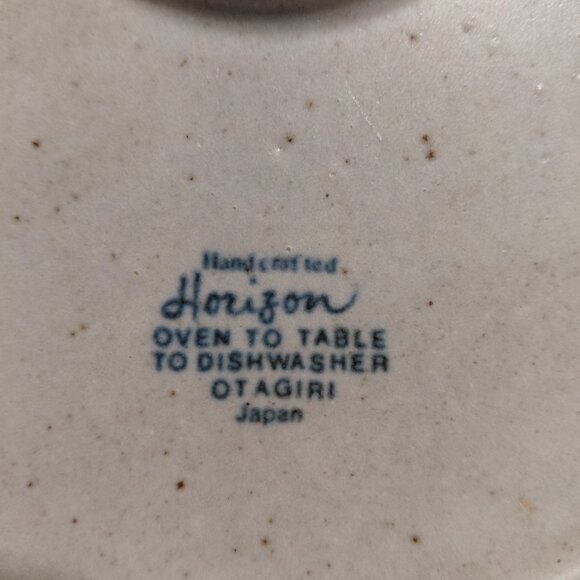 Handcrafted
Horizon
OVEN TO TABLE
TO DISHWASHER
OTAGIRI
Japan